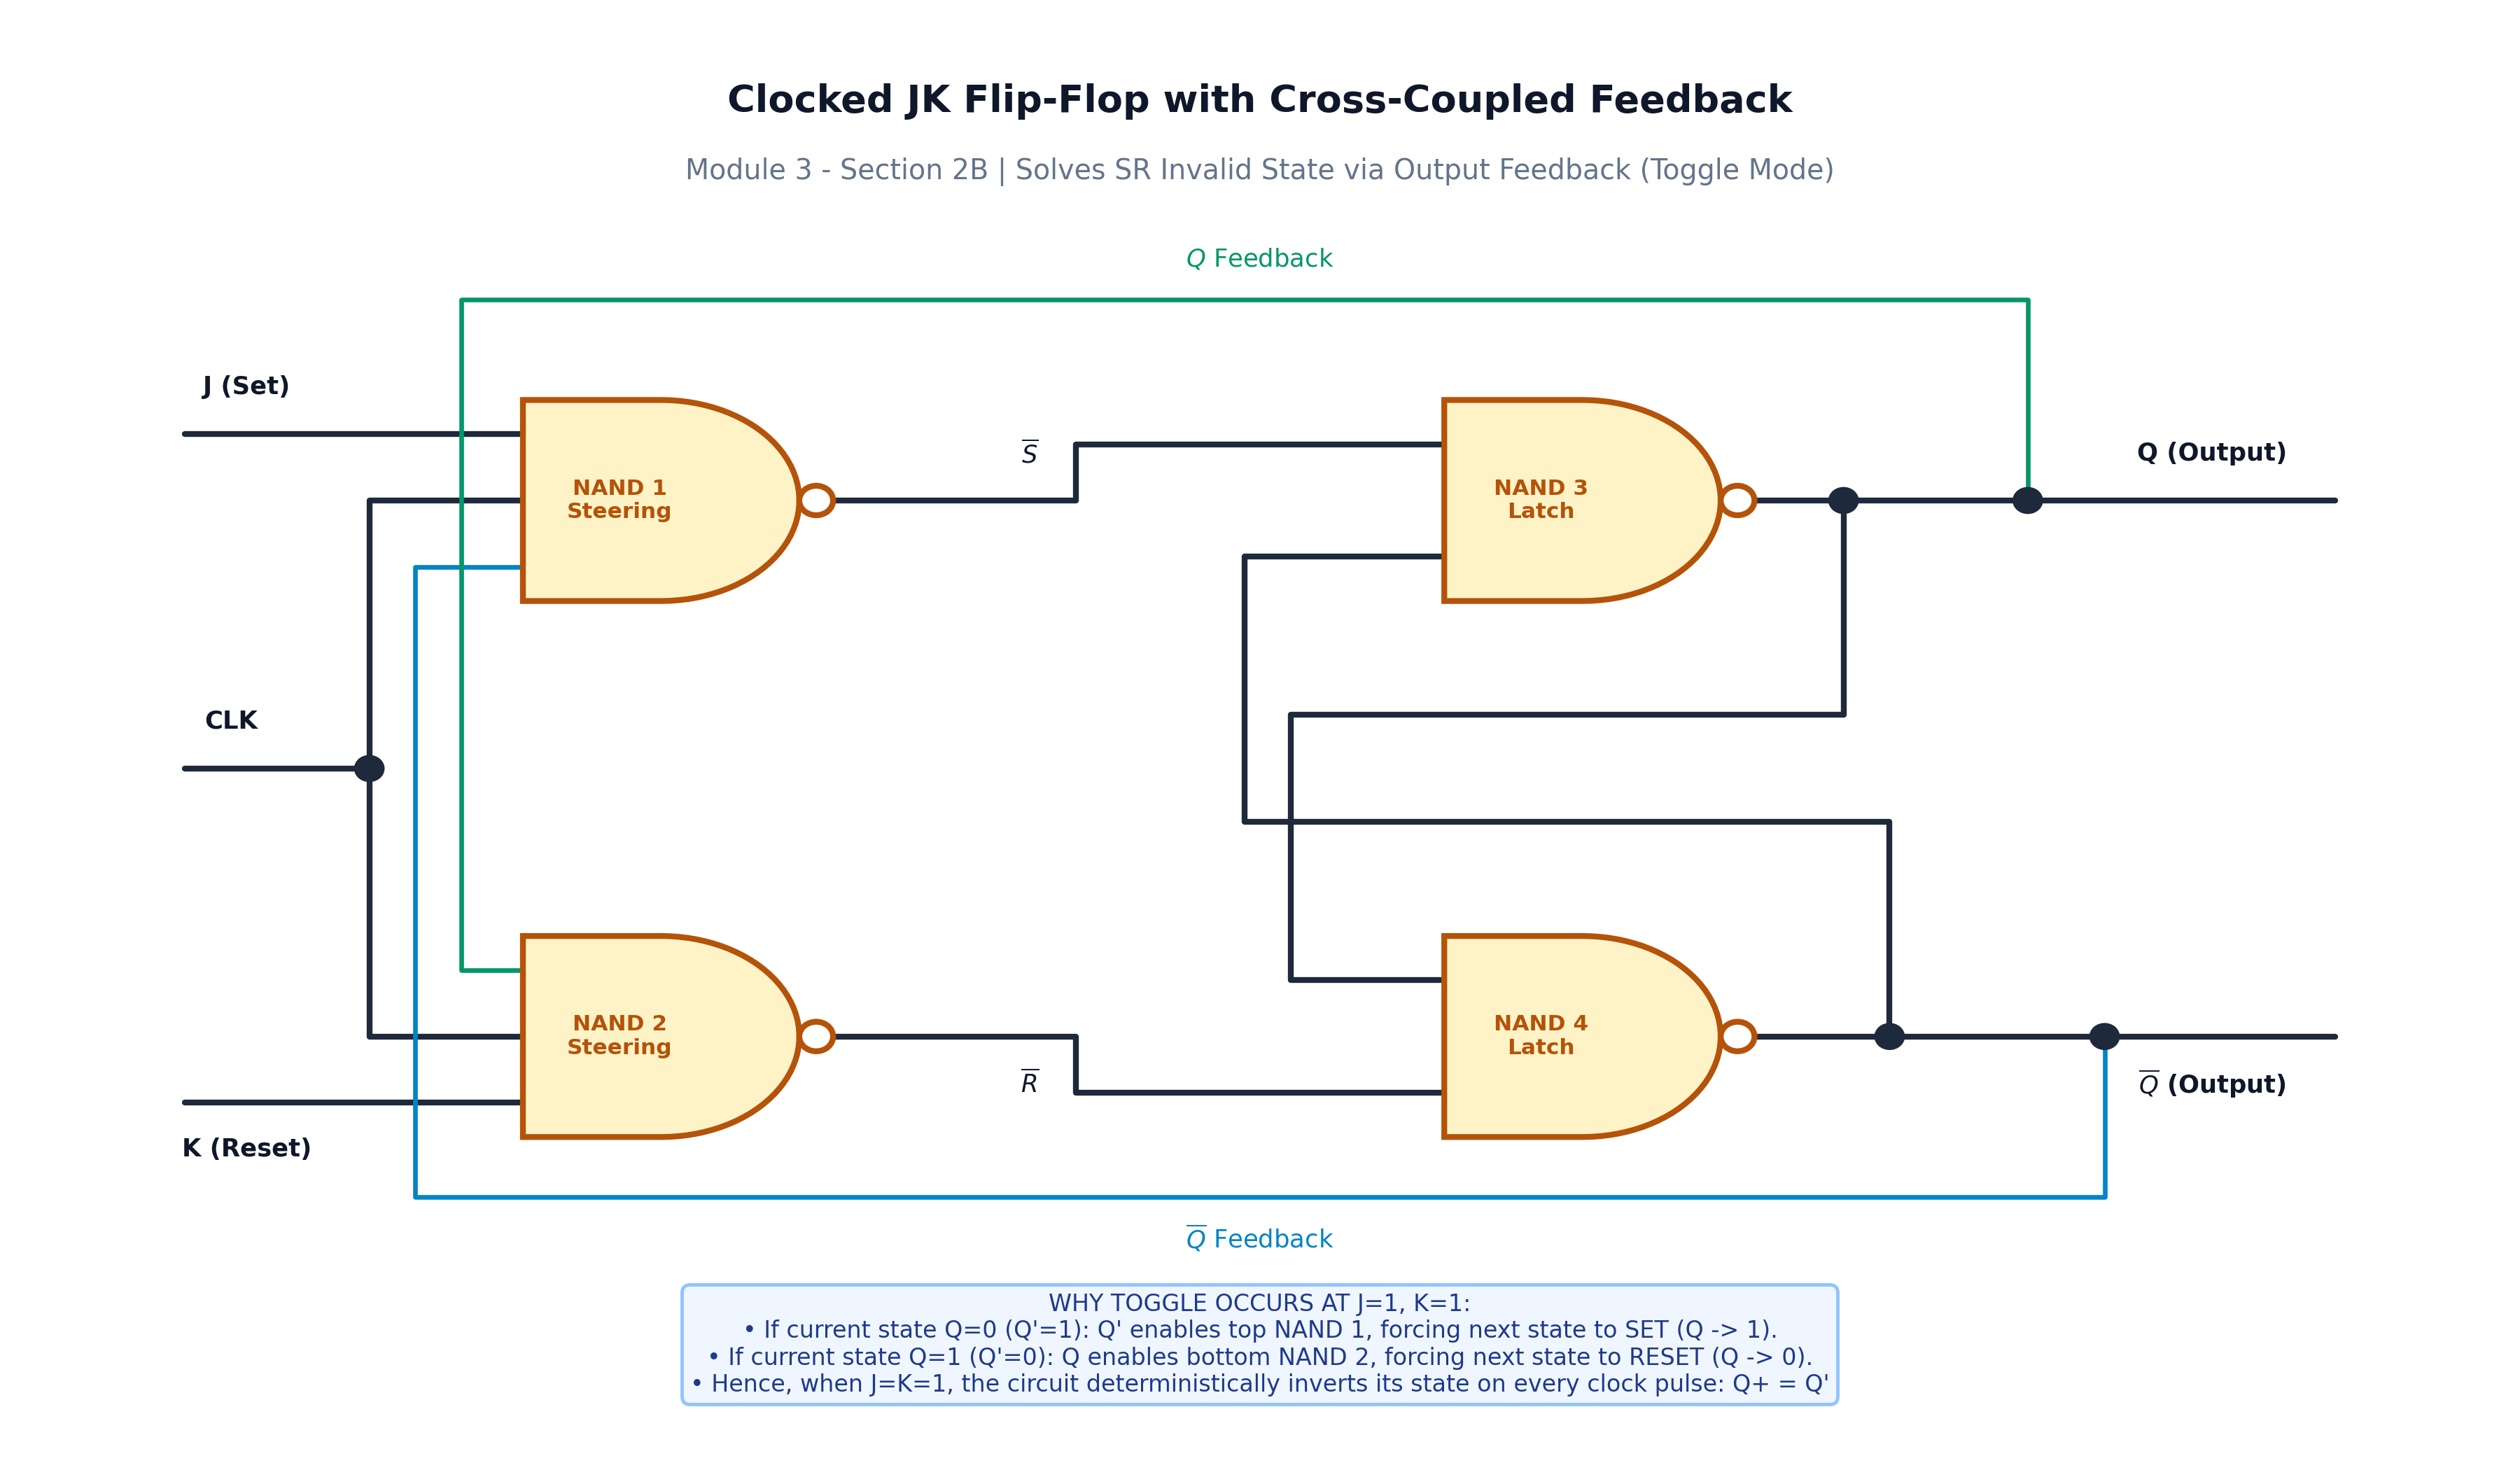 Clocked JK Flip-Flop with Cross-Coupled Feedback
Module 3 - Section 2B | Solves SR Invalid State via Output Feedback (Toggle Mode)
Q Feedback
J (Set)
NAND 1
Steering
S̅
NAND 3
Latch
Q (Output)
CLK
NAND 2
Steering
R̅
NAND 4
Latch
Q̅ (Output)
K (Reset)
Q̅ Feedback
WHY TOGGLE OCCURS AT J=1, K=1:
• If current state Q=0 (Q'=1): Q' enables top NAND 1, forcing next state to SET (Q -> 1).
• If current state Q=1 (Q'=0): Q enables bottom NAND 2, forcing next state to RESET (Q -> 0).
• Hence, when J=K=1, the circuit deterministically inverts its state on every clock pulse: Q+ = Q'